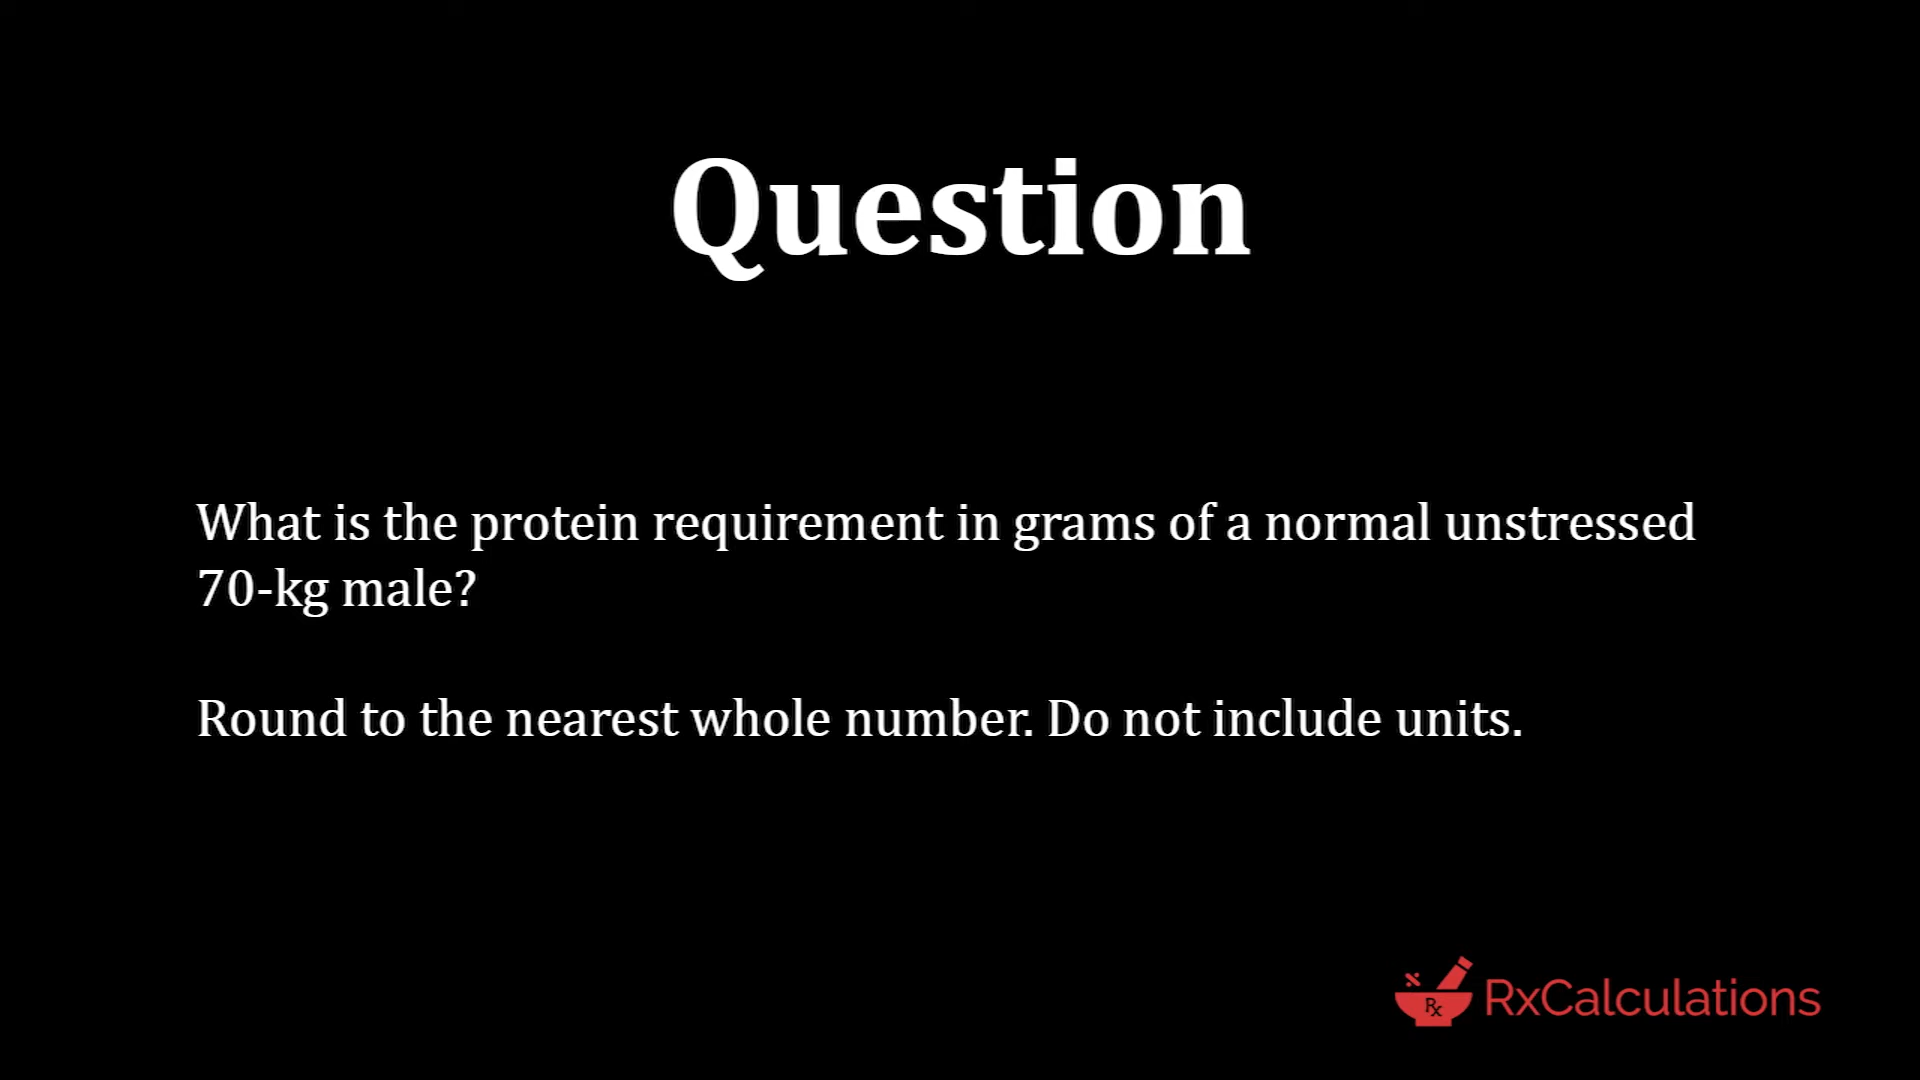 Question
What is the protein requirement in grams of a normal unstressed
70-kg male?
Round to the nearest whole number. Do not include units.
Rx
RxCalculations